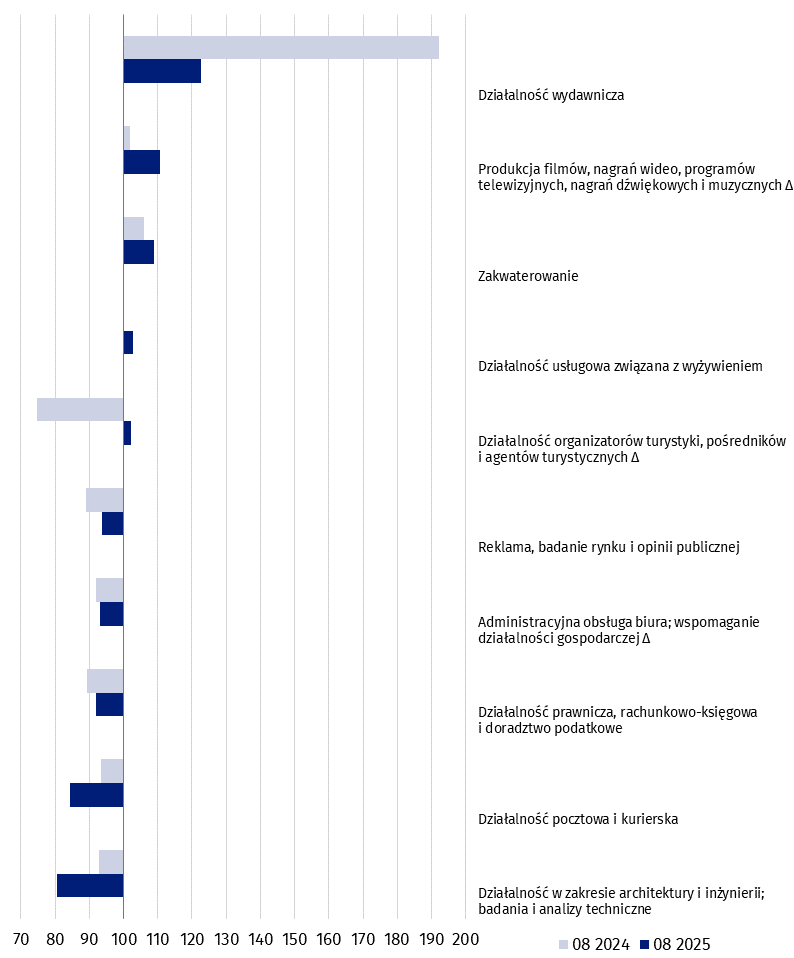 Działalność wydawnicza
Produkcja filmów, nagrań wideo, programów
telewizyjnych, nagrań dźwiękowych i muzycznych Δ
Zakwaterowanie
Działalność usługowa związana z wyżywieniem
Działalność organizatorów turystyki, pośredników
i agentów turystycznych Δ
Reklama, badanie rynku i opinii publicznej
Administracyjna obsługa biura; wspomaganie
działalności gospodarczej Δ
Działalność prawnicza, rachunkowo-księgowa
i doradztwo podatkowe
Działalność pocztowa i kurierska
Działalność w zakresie architektury i inżynierii;
badania i analizy techniczne
70 80 90 100 110 120 130 140 150 160 170 180 190 200
08 2024 08 2025